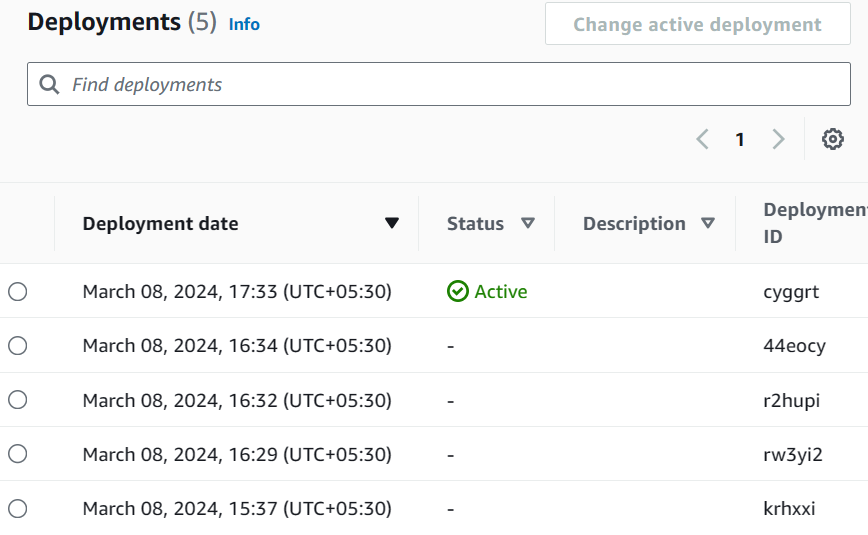 Deployments (5) Info
Change active deployment
Find deployments
1
Deployment date Status Description Deployment ID
March 08, 2024, 17:33 (UTC+05:30) Active cyggrt
March 08, 2024, 16:34 (UTC+05:30) - 44eocy
March 08, 2024, 16:32 (UTC+05:30) - r2hupi
March 08, 2024, 16:29 (UTC+05:30) - rw3yi2
March 08, 2024, 15:37 (UTC+05:30) - krhxxi